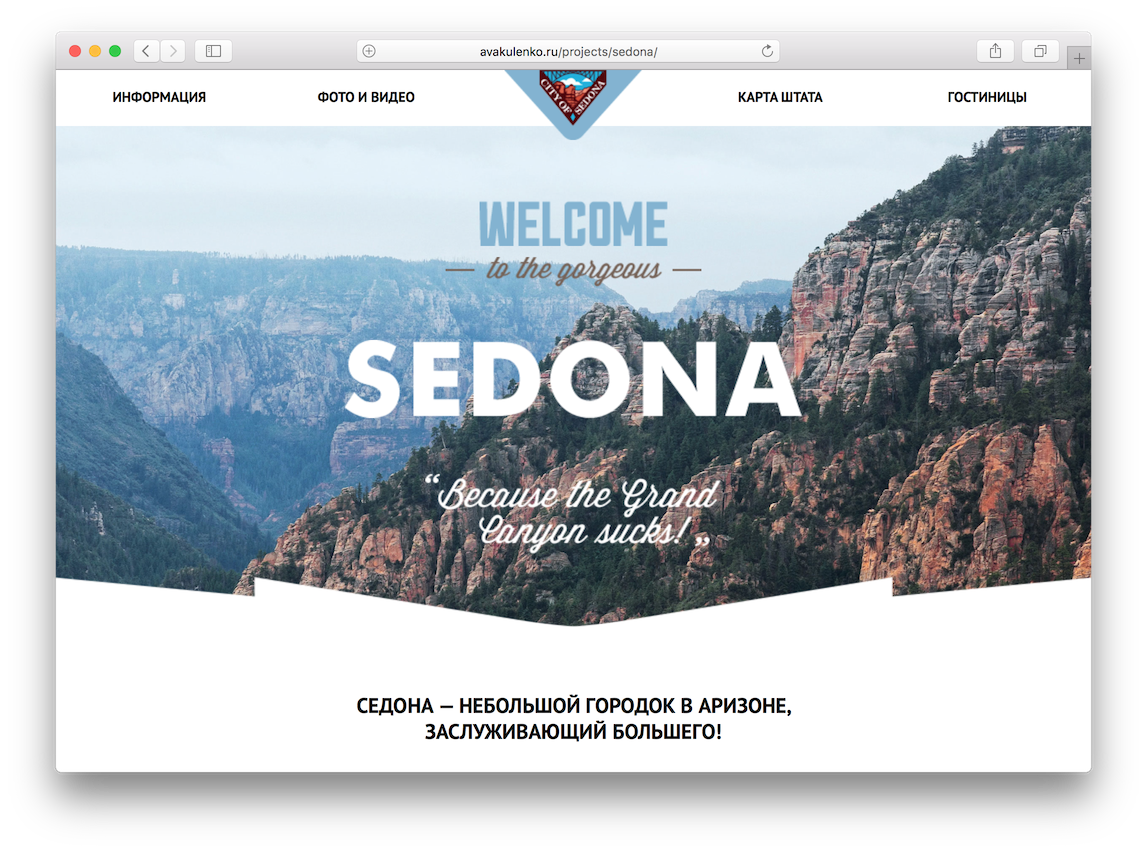 avakulenko.ru/projects/sedona/
ИНФОРМАЦИЯ
ФОТО И ВИДЕО
CITY OF SEDONA
КАРТА ШТАТА
ГОСТИНИЦЫ
WELCOME
— to the gorgeous —
SEDONA
“Because the Grand
Canyon sucks! „
СЕДОНА — НЕБОЛЬШОЙ ГОРОДОК В АРИЗОНЕ,
ЗАСЛУЖИВАЮЩИЙ БОЛЬШЕГО!